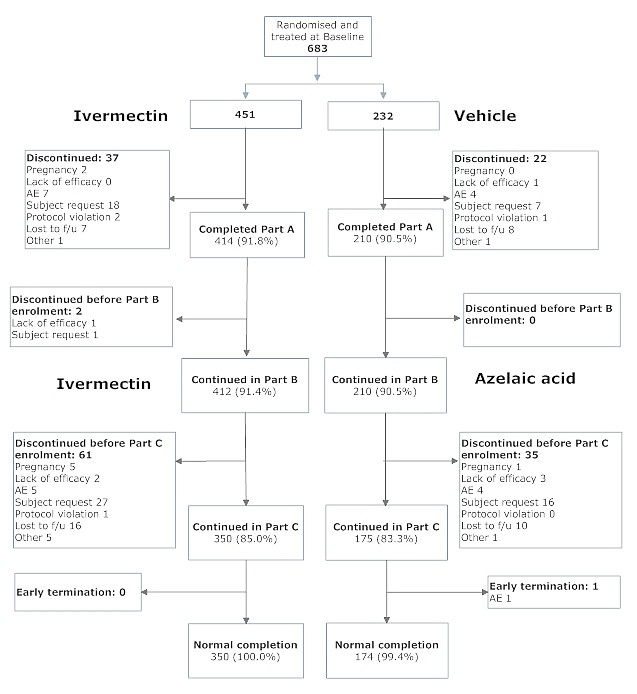 Randomised and
treated at Baseline
683
Ivermectin
451
232
Vehicle
Discontinued: 37
Pregnancy 2
Lack of efficacy 0
AE 7
Subject request 18
Protocol violation 2
Lost to f/u 7
Other 1
Discontinued: 22
Pregnancy 0
Lack of efficacy 1
AE 4
Subject request 7
Protocol violation 1
Lost to f/u 8
Other 1
Completed Part A
414 (91.8%)
Completed Part A
210 (90.5%)
Discontinued before Part B
enrolment: 2
Lack of efficacy 1
Subject request 1
Discontinued before Part B
enrolment: 0
Ivermectin
Continued in Part B
412 (91.4%)
Continued in Part B
210 (90.5%)
Azelaic acid
Discontinued before Part C
enrolment: 61
Pregnancy 5
Lack of efficacy 2
AE 5
Subject request 27
Protocol violation 1
Lost to f/u 16
Other 5
Discontinued before Part C
enrolment: 35
Pregnancy 1
Lack of efficacy 3
AE 4
Subject request 16
Protocol violation 0
Lost to f/u 10
Other 1
Continued in Part C
350 (85.0%)
Continued in Part C
175 (83.3%)
Early termination: 0
Early termination: 1
AE 1
Normal completion
350 (100.0%)
Normal completion
174 (99.4%)